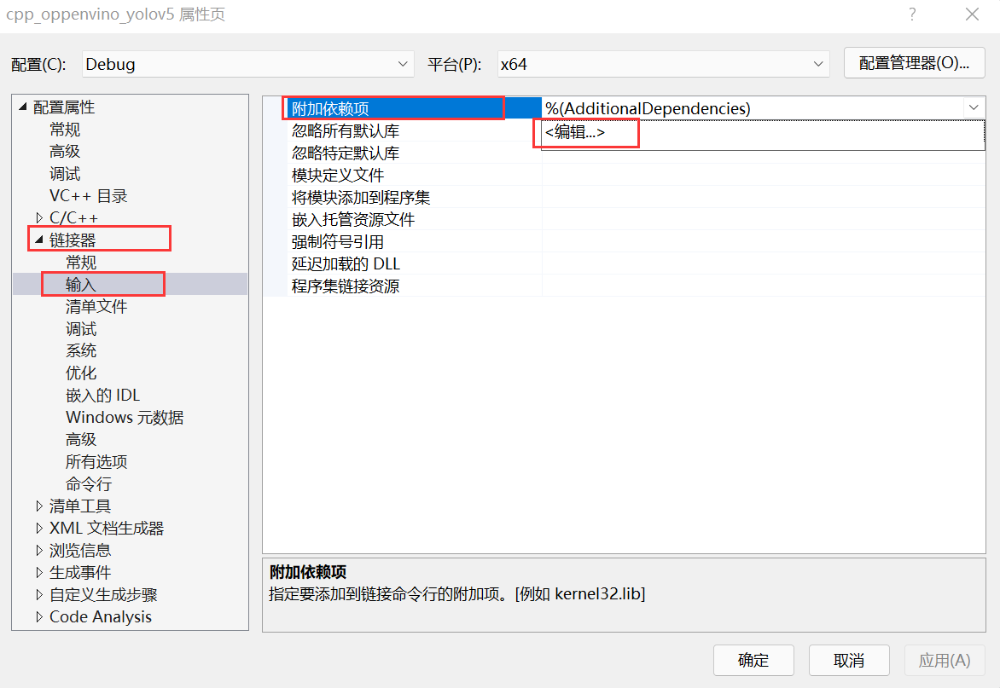 cpp_oppenvino_yolov5 属性页
?
配置(C):
Debug
平台(P):
x64
配置管理器(O)...
配置属性
常规
高级
调试
VC++ 目录
C/C++
链接器
常规
输入
清单文件
调试
系统
优化
嵌入的 IDL
Windows 元数据
高级
所有选项
命令行
清单工具
XML 文档生成器
浏览信息
生成事件
自定义生成步骤
Code Analysis
附加依赖项
%(AdditionalDependencies)
忽略所有默认库
<编辑...>
忽略特定默认库
模块定义文件
将模块添加到程序集
嵌入托管资源文件
强制符号引用
延迟加载的 DLL
程序集链接资源
附加依赖项
指定要添加到链接命令行的附加项。[例如 kernel32.lib]
确定
取消
应用(A)